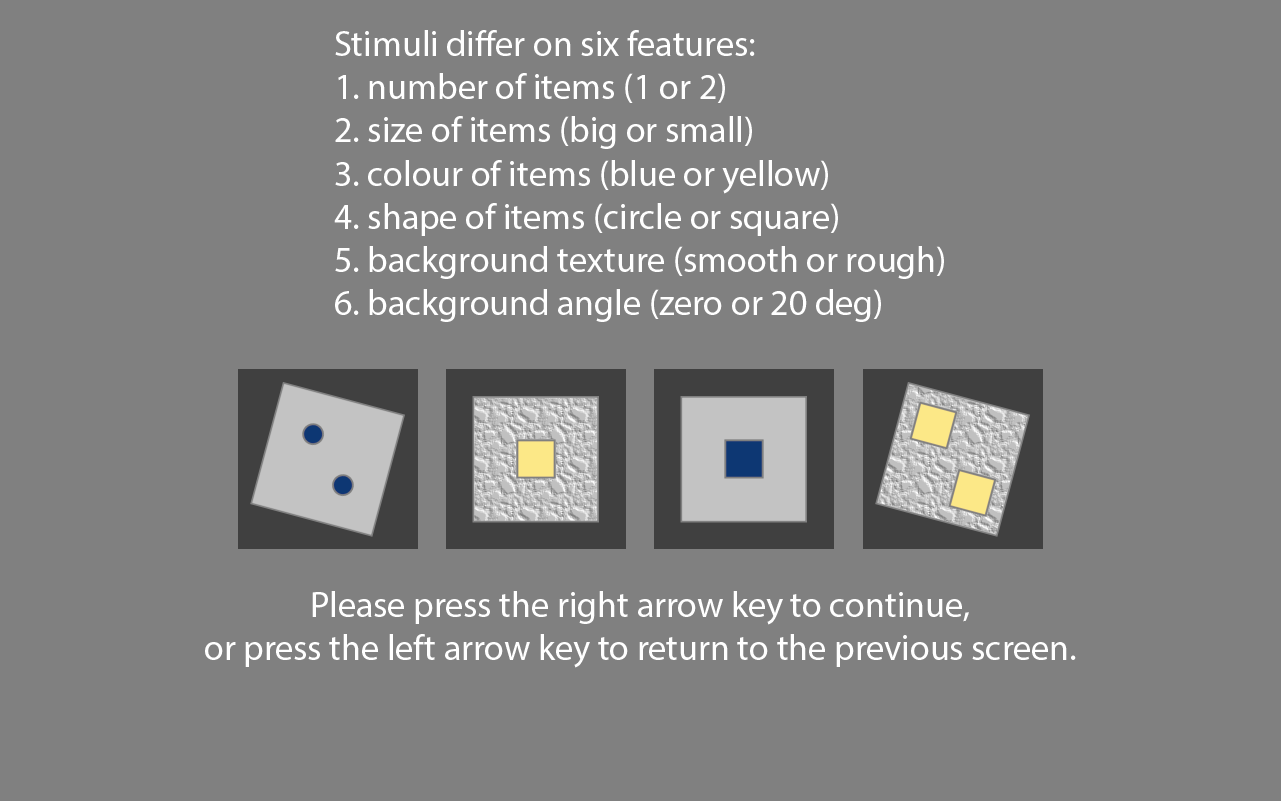 Stimuli differ on six features:
1. number of items (1 or 2)
2. size of items (big or small)
3. colour of items (blue or yellow)
4. shape of items (circle or square)
5. background texture (smooth or rough)
6. background angle (zero or 20 deg)
Please press the right arrow key to continue,
or press the left arrow key to return to the previous screen.